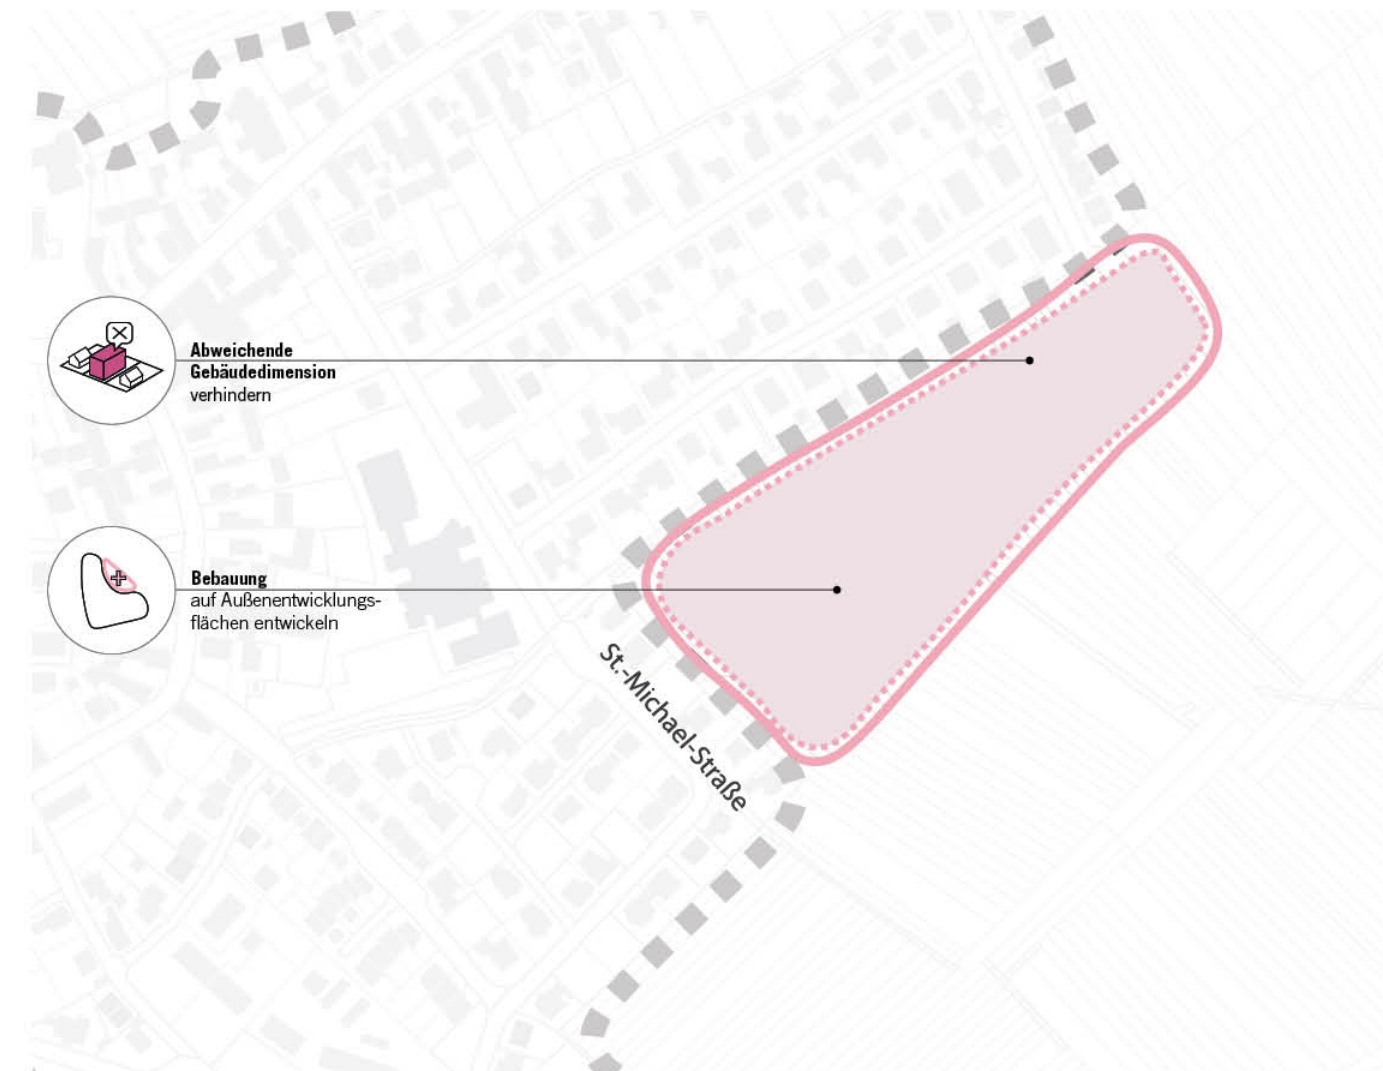 Abweichende
Gebäudedimension
verhindern
Bebauung
auf Außenentwicklungs-
flächen entwickeln
St.-Michael-Straße